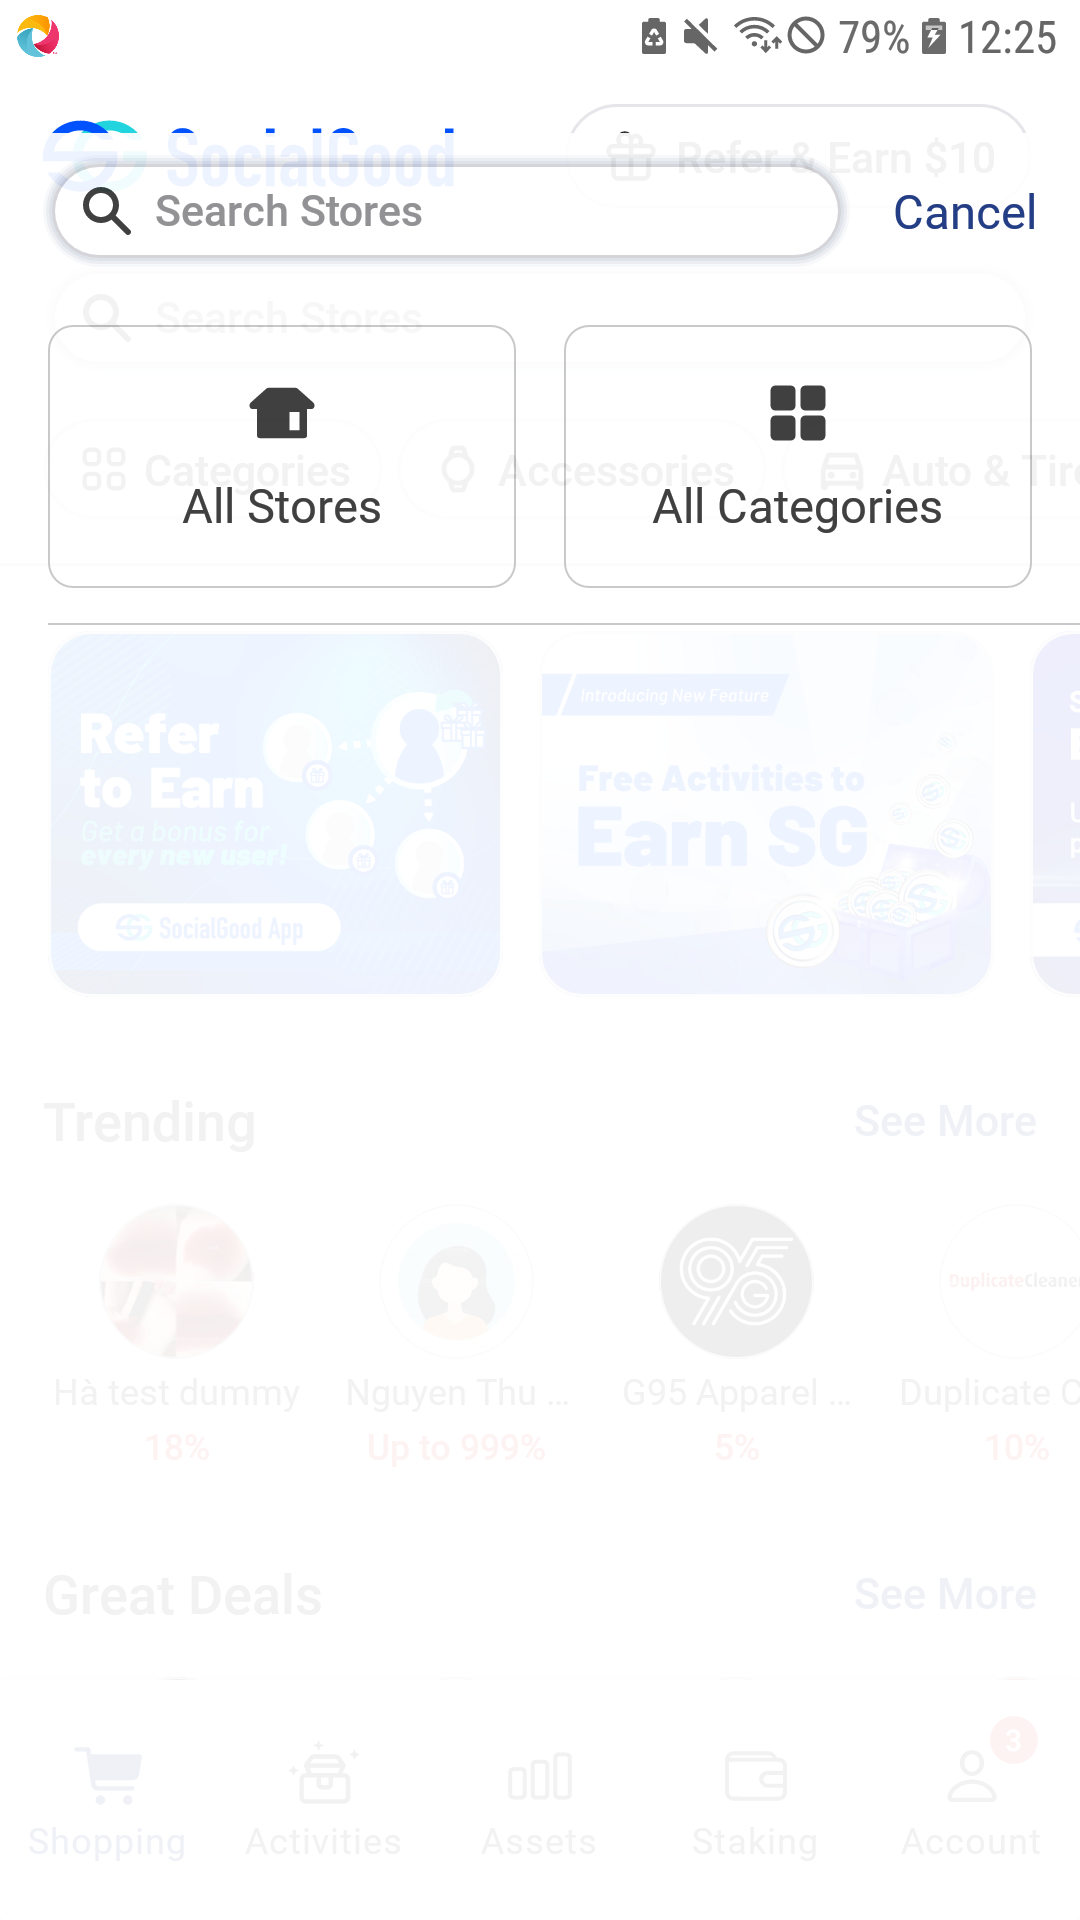 79% 12:25
SocialGood
Refer & Earn $10
Search Stores
Cancel
Search Stores
Categories
Accessories
Auto & Tire
All Stores
All Categories
Refer
to Earn
Get a bonus for
every new user!
SocialGood App
Introducing New Feature
Free Activities to
Earn SG
Trending
See More
DuplicateCleaner
Hà test dummy
Nguyen Thu ...
G95 Apparel ...
Duplicate C
18%
Up to 999%
5%
10%
Great Deals
See More
3
Shopping
Activities
Assets
Staking
Account